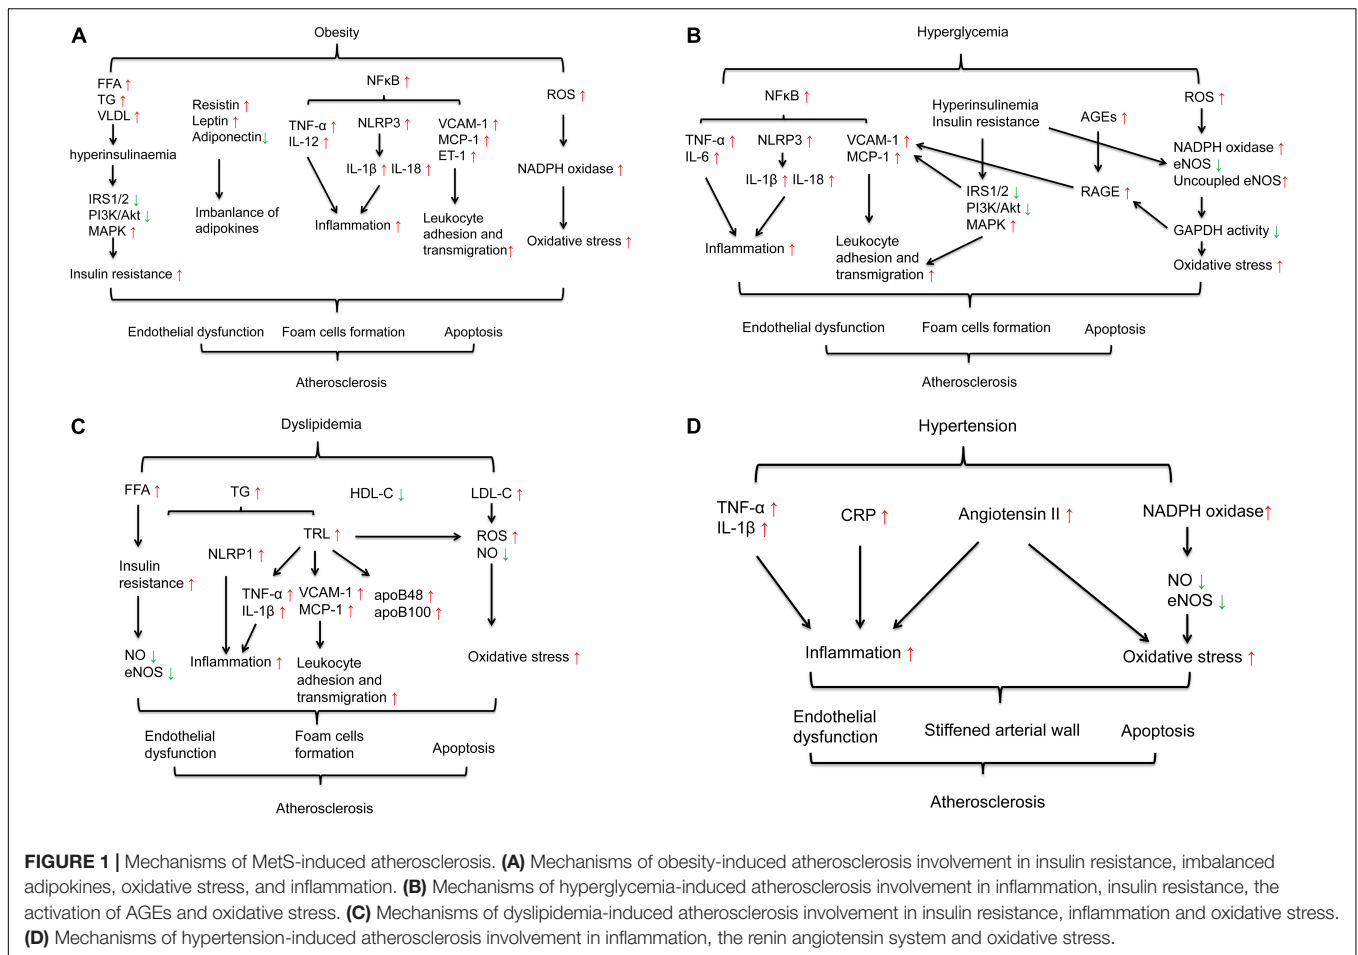 A
Obesity
FFA ↑
TG ↑
VLDL ↑
hyperinsulinaemia
IRS1/2 ↓
PI3K/Akt ↓
MAPK ↑
Insulin resistance ↑
Resistin ↑
Leptin ↑
Adiponectin↓
Imbanlance of
adipokines
NFκB ↑
TNF-α ↑
IL-12 ↑
NLRP3 ↑
IL-1β ↑ IL-18 ↑
Inflammation ↑
VCAM-1 ↑
MCP-1 ↑
ET-1 ↑
Leukocyte
adhesion and
transmigration↑
ROS ↑
NADPH oxidase ↑
Oxidative stress ↑
Endothelial dysfunction
Foam cells formation
Apoptosis
Atherosclerosis
B
Hyperglycemia
NFκB ↑
TNF-α ↑
IL-6 ↑
NLRP3 ↑
IL-1β ↑ IL-18 ↑
Inflammation ↑
VCAM-1 ↑
MCP-1 ↑
Leukocyte
adhesion and
transmigration ↑
Hyperinsulinemia
Insulin resistance
IRS1/2 ↓
PI3K/Akt ↓
MAPK ↑
AGEs ↑
RAGE ↑
ROS ↑
NADPH oxidase ↑
eNOS ↓
Uncoupled eNOS↑
GAPDH activity ↓
Oxidative stress ↑
Endothelial dysfunction
Foam cells formation
Apoptosis
Atherosclerosis
C
Dyslipidemia
FFA ↑
Insulin
resistance ↑
NO ↓
eNOS ↓
TG ↑
NLRP1 ↑
TRL ↑
TNF-α ↑
IL-1β ↑
Inflammation ↑
VCAM-1 ↑
MCP-1 ↑
Leukocyte
adhesion and
transmigration ↑
apoB48 ↑
apoB100 ↑
HDL-C ↓
LDL-C ↑
ROS ↑
NO ↓
Oxidative stress ↑
Endothelial
dysfunction
Foam cells
formation
Apoptosis
Atherosclerosis
D
Hypertension
TNF-α ↑
IL-1β ↑
CRP ↑
Angiotensin II ↑
NADPH oxidase↑
NO ↓
eNOS ↓
Inflammation ↑
Oxidative stress ↑
Endothelial
dysfunction
Stiffened arterial wall
Apoptosis
Atherosclerosis
FIGURE 1 | Mechanisms of MetS-induced atherosclerosis. (A) Mechanisms of obesity-induced atherosclerosis involvement in insulin resistance, imbalanced
adipokines, oxidative stress, and inflammation. (B) Mechanisms of hyperglycemia-induced atherosclerosis involvement in inflammation, insulin resistance, the
activation of AGEs and oxidative stress. (C) Mechanisms of dyslipidemia-induced atherosclerosis involvement in insulin resistance, inflammation and oxidative stress.
(D) Mechanisms of hypertension-induced atherosclerosis involvement in inflammation, the renin angiotensin system and oxidative stress.